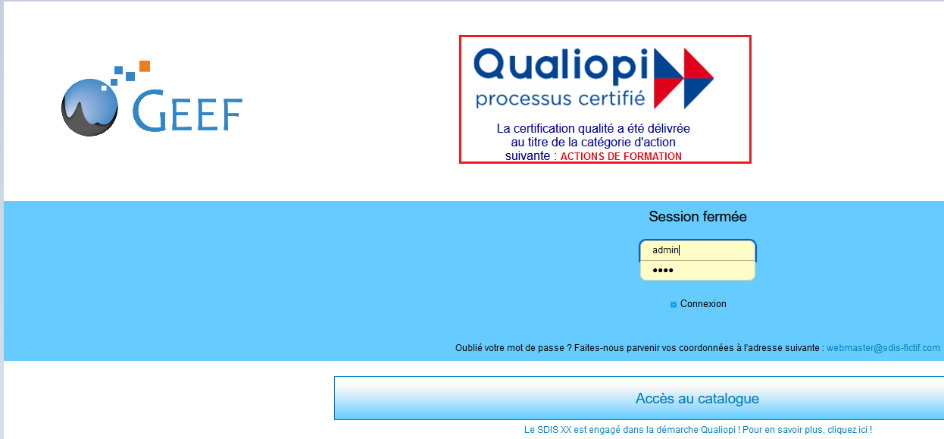 GEEF
Qualiopi
processus certifié
La certification qualité a été délivrée
au titre de la catégorie d'action
suivante : ACTIONS DE FORMATION
Session fermée
admin
••••
Connexion
Oublié votre mot de passe ? Faites-nous parvenir vos coordonnées à l'adresse suivante : webmaster@sdis-fictif.com
Accès au catalogue
Le SDIS XX est engagé dans la démarche Qualiopi ! Pour en savoir plus, cliquez ici !